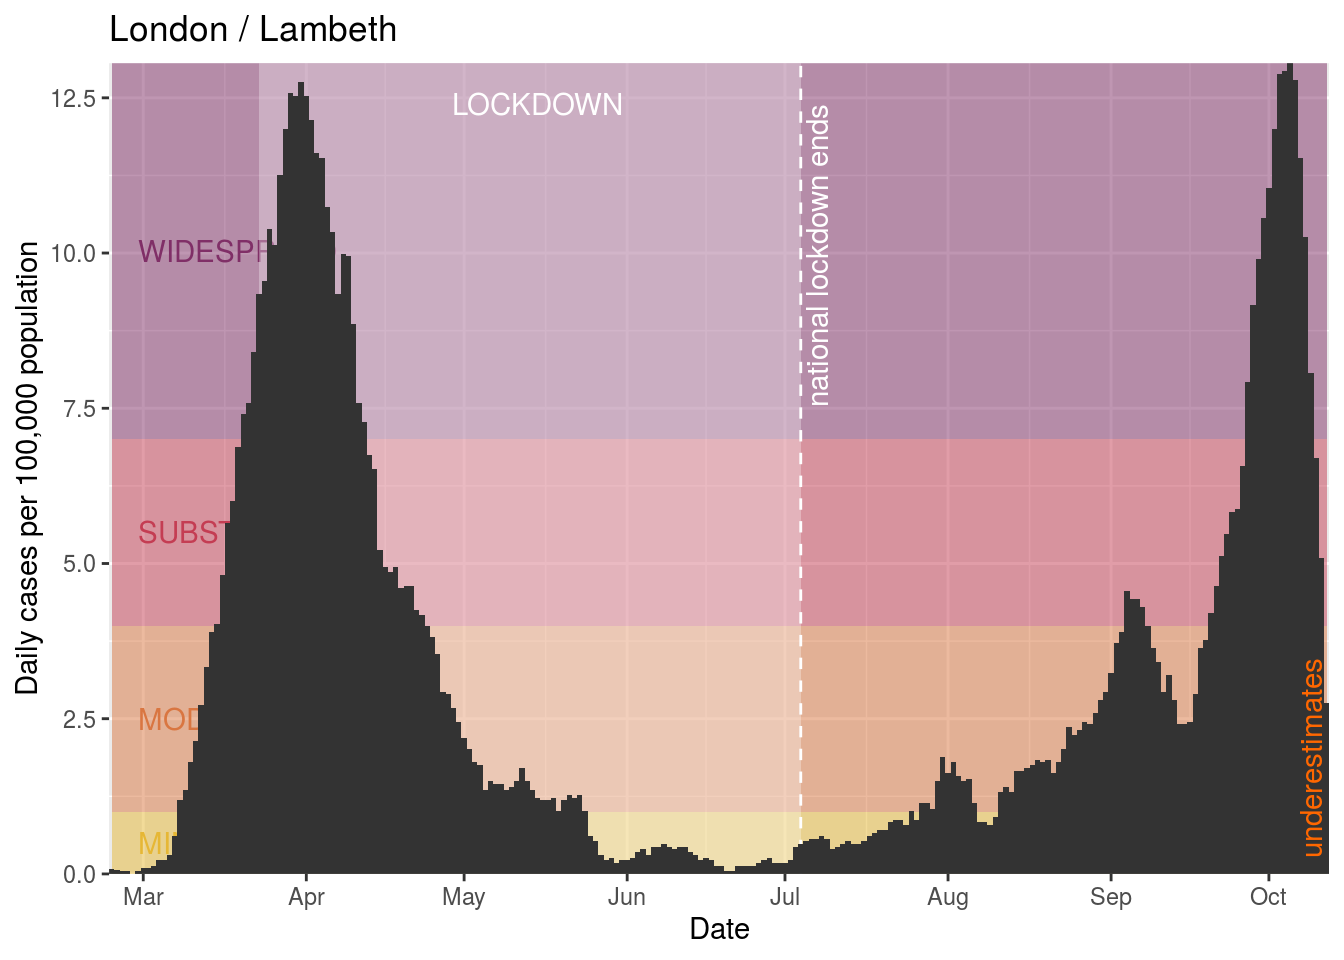 London / Lambeth
Daily cases per 100,000 population
12.5
10.0
7.5
5.0
2.5
0.0
LOCKDOWN
national lockdown ends
WIDESPR
SUBST
MOD
MI
underestimates
Mar Apr May Jun Jul Aug Sep Oct
Date